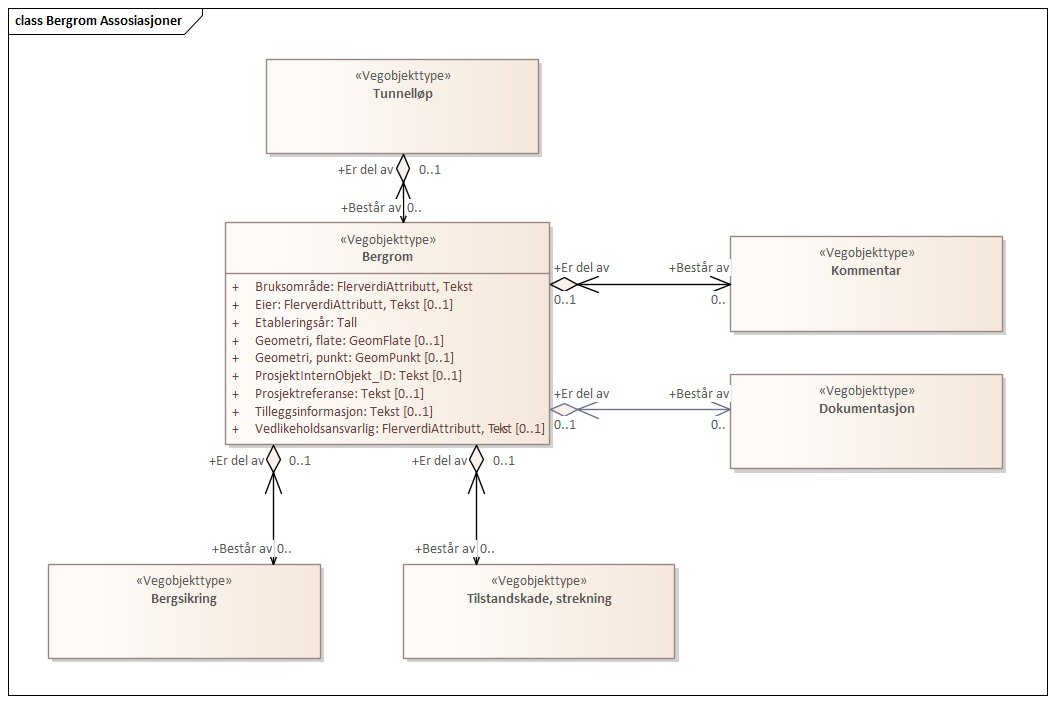 class Bergrom Assosiasjoner
«Vegobjekttype»
Tunnelløp
+Er del av 0..1
+Består av 0..
«Vegobjekttype»
Bergrom
+ Bruksområde: FlerverdiAttributt, Tekst
+ Eier: FlerverdiAttributt, Tekst [0..1]
+ Etableringsår: Tall
+ Geometri, flate: GeomFlate [0..1]
+ Geometri, punkt: GeomPunkt [0..1]
+ ProsjektInternObjekt_ID: Tekst [0..1]
+ Prosjektreferanse: Tekst [0..1]
+ Tilleggsinformasjon: Tekst [0..1]
+ Vedlikeholdsansvarlig: FlerverdiAttributt, Tekst [0..1]
+Er del av +Består av
0..1 0..
«Vegobjekttype»
Kommentar
+Er del av +Består av
0..1 0..
«Vegobjekttype»
Dokumentasjon
+Er del av 0..1
+Består av 0..
«Vegobjekttype»
Bergsikring
+Er del av 0..1
+Består av 0..
«Vegobjekttype»
Tilstandskade, strekning